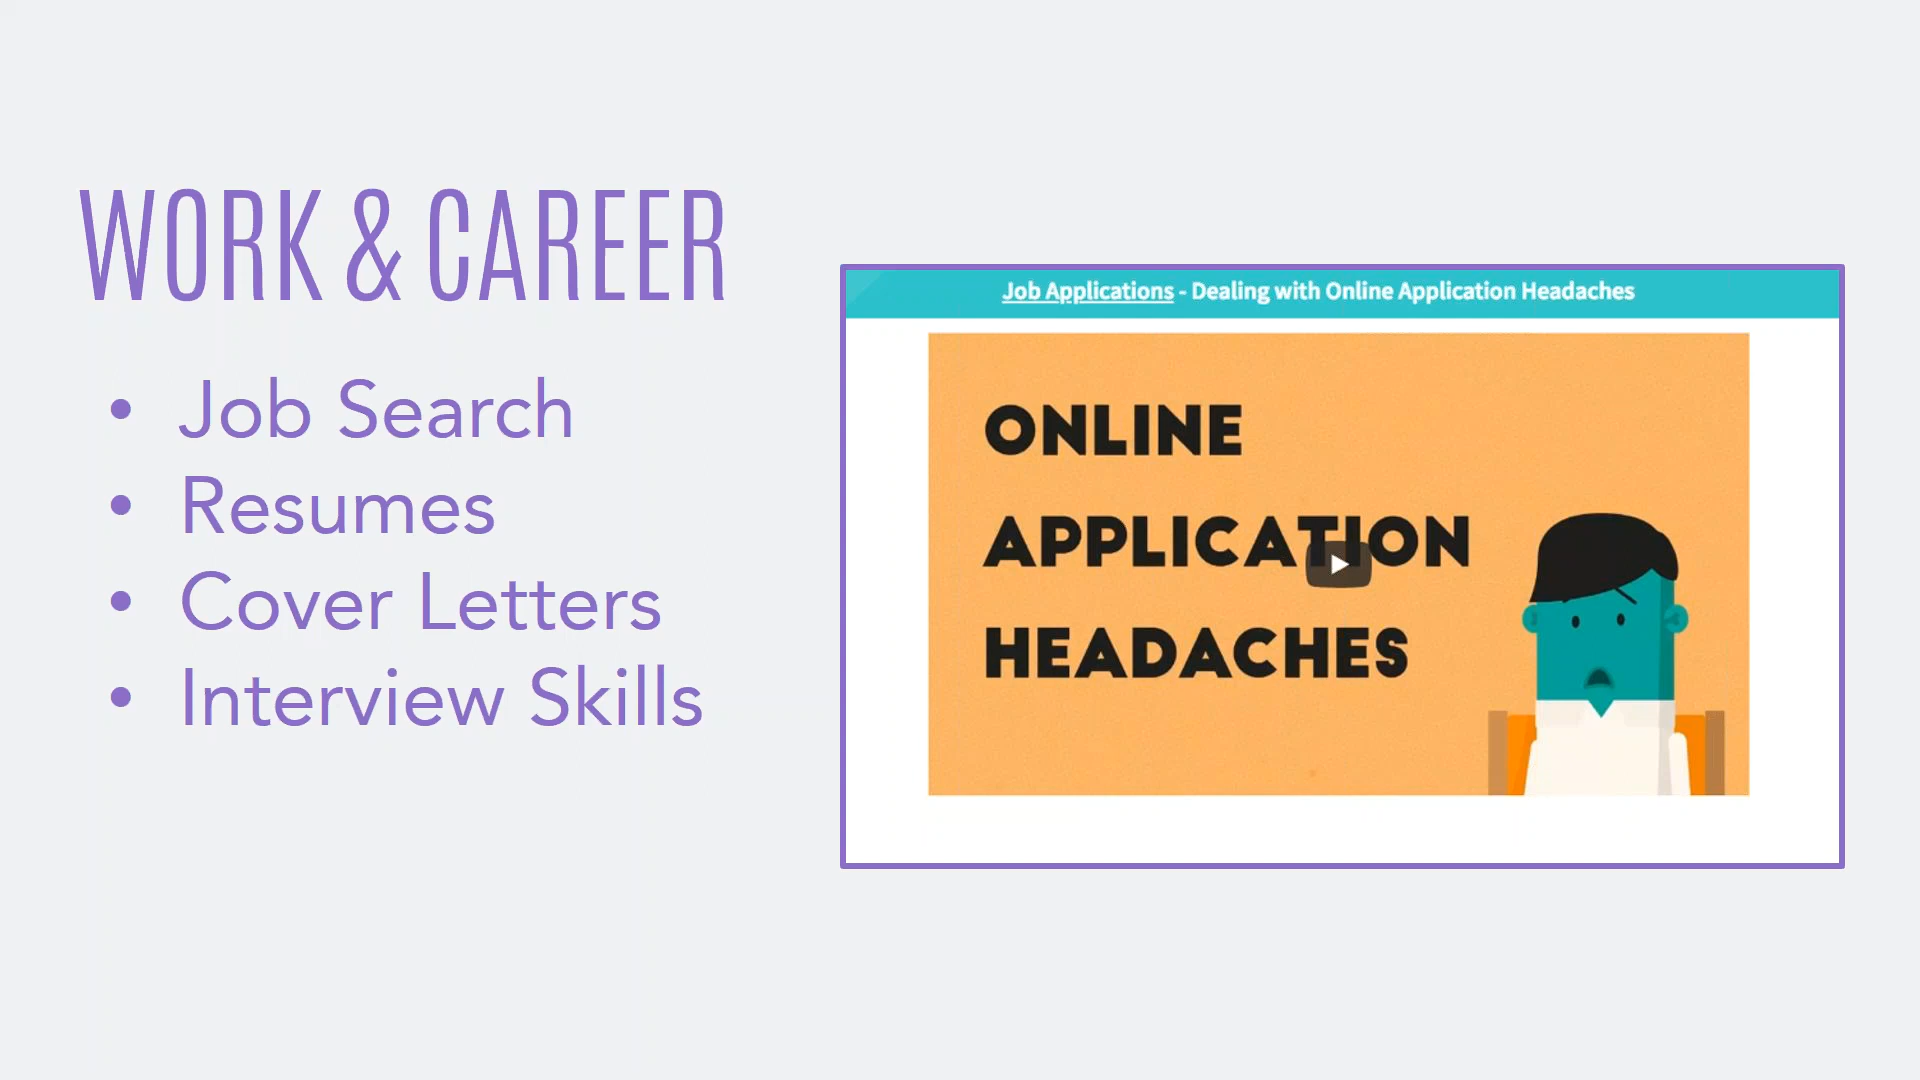 WORK & CAREER
• Job Search
• Resumes
• Cover Letters
• Interview Skills
Job Applications - Dealing with Online Application Headaches
ONLINE
APPLICATION
HEADACHES